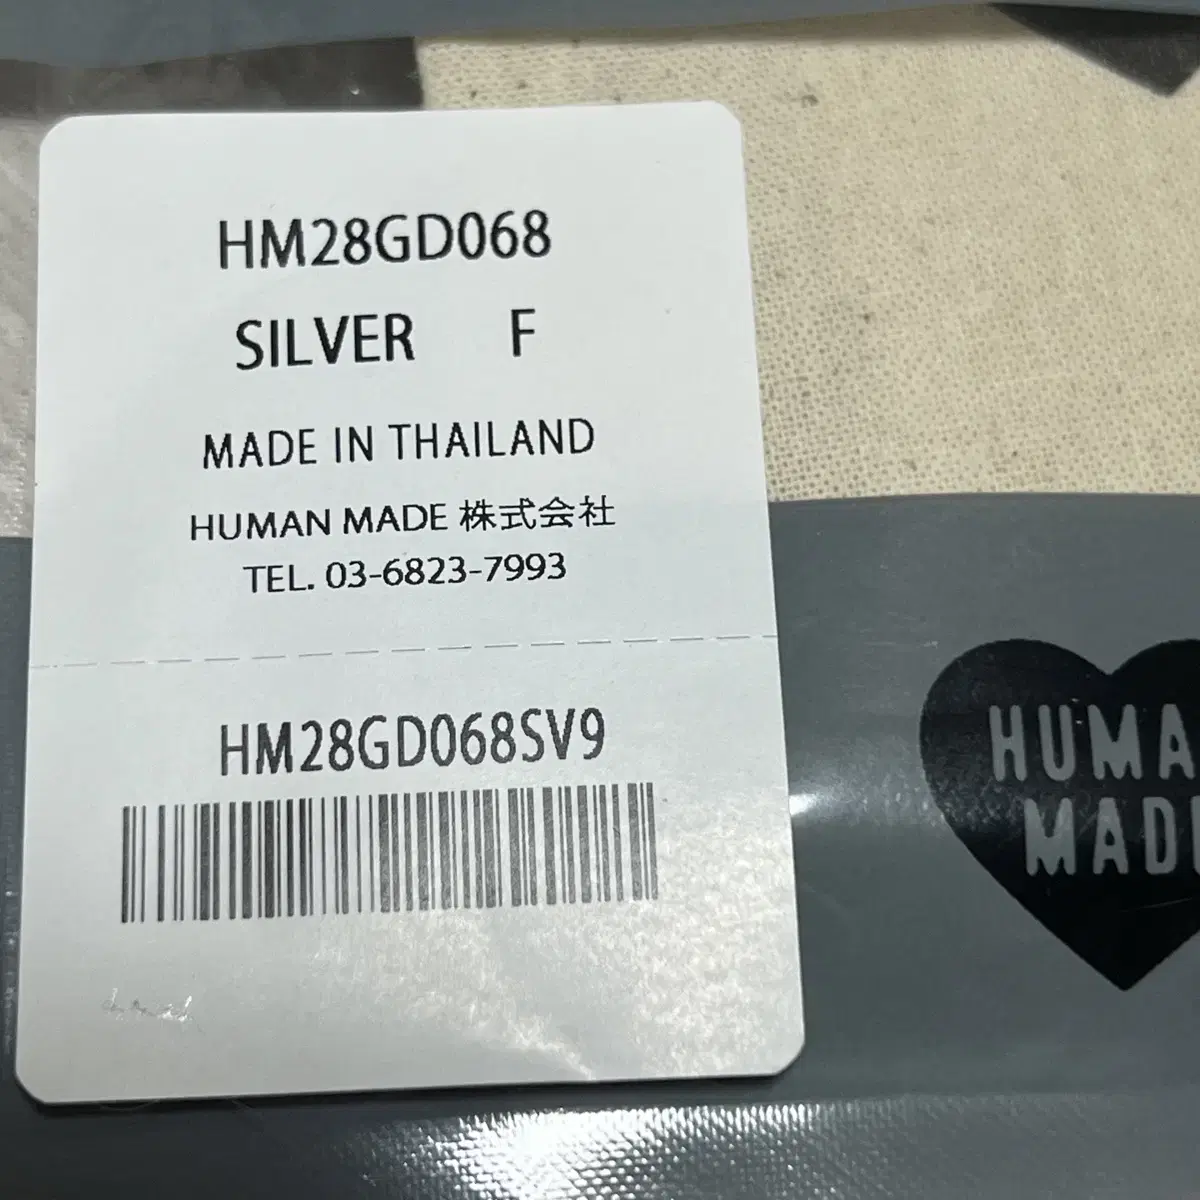 HM28GD068
SILVER F
MADE IN THAILAND
HUMAN MADE 株式会社
TEL. 03-6823-7993
HM28GD068SV9
HUMA
MAD